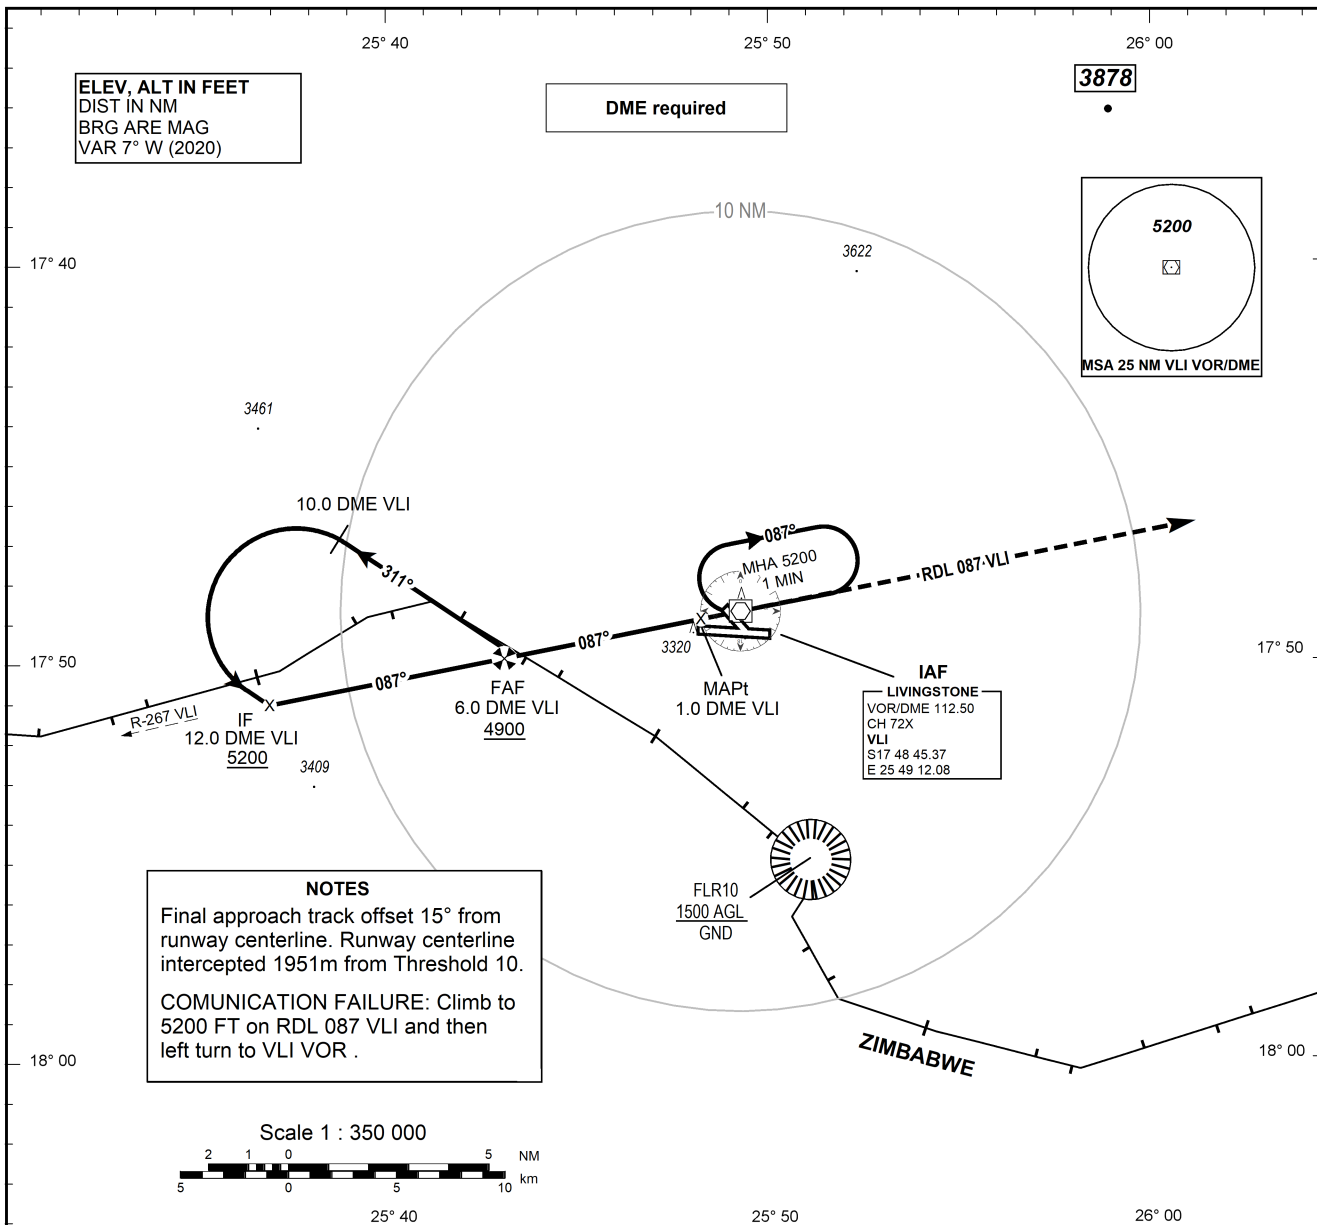 25° 40
25° 50
26° 00
ELEV, ALT IN FEET
DIST IN NM
BRG ARE MAG
VAR 7° W (2020)
DME required
3878
10 NM
5200
MSA 25 NM VLI VOR/DME
3622
17° 40
3461
10.0 DME VLI
311°
087°
MHA 5200
1 MIN
RDL 087 VLI
087°
3320
17° 50
17° 50
087°
FAF
6.0 DME VLI
4900
MAPt
1.0 DME VLI
IAF
LIVINGSTONE
VOR/DME 112.50
CH 72X
VLI
S17 48 45.37
E 25 49 12.08
R-267 VLI
IF
12.0 DME VLI
5200
3409
FLR10
1500 AGL
GND
NOTES
Final approach track offset 15° from
runway centerline. Runway centerline
intercepted 1951m from Threshold 10.
COMUNICATION FAILURE: Climb to
5200 FT on RDL 087 VLI and then
left turn to VLI VOR .
ZIMBABWE
18° 00
18° 00
Scale 1 : 350 000
2 1 0 5 NM
5 0 5 10 km
25° 40
25° 50
26° 00